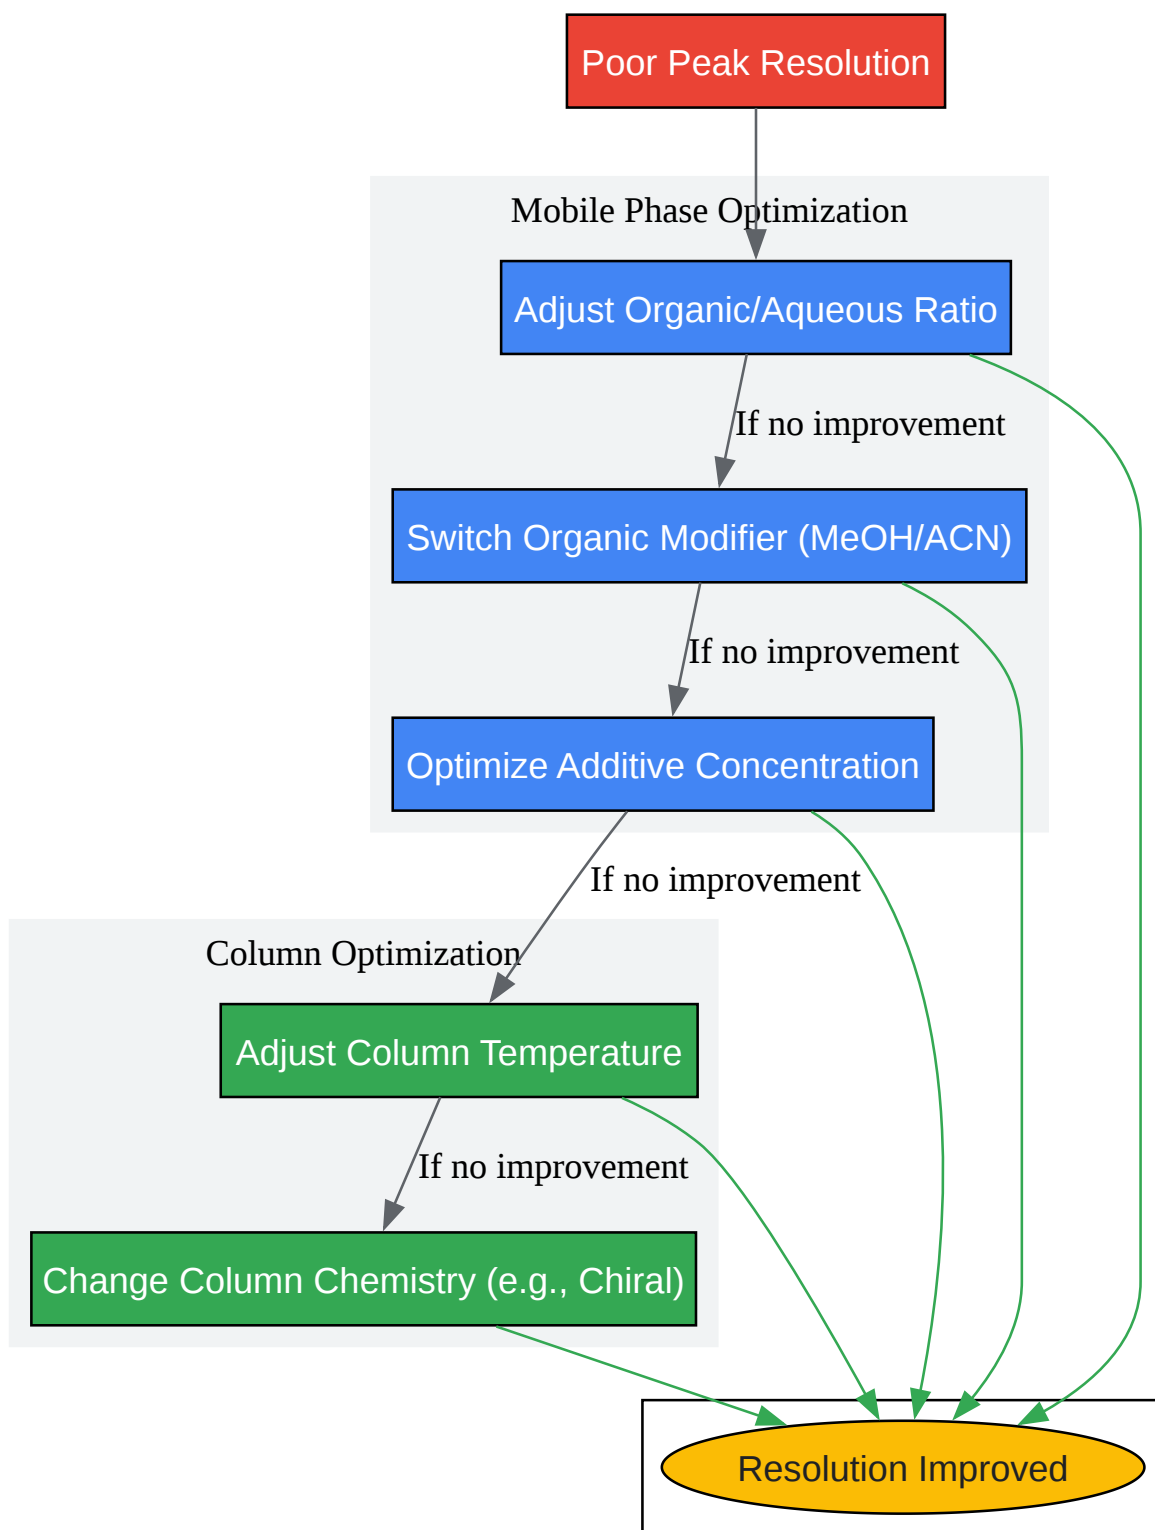 Poor Peak Resolution
Mobile Phase Optimization
Adjust Organic/Aqueous Ratio
If no improvement
Switch Organic Modifier (MeOH/ACN)
If no improvement
Optimize Additive Concentration
If no improvement
Column Optimization
Adjust Column Temperature
If no improvement
Change Column Chemistry (e.g., Chiral)
Resolution Improved